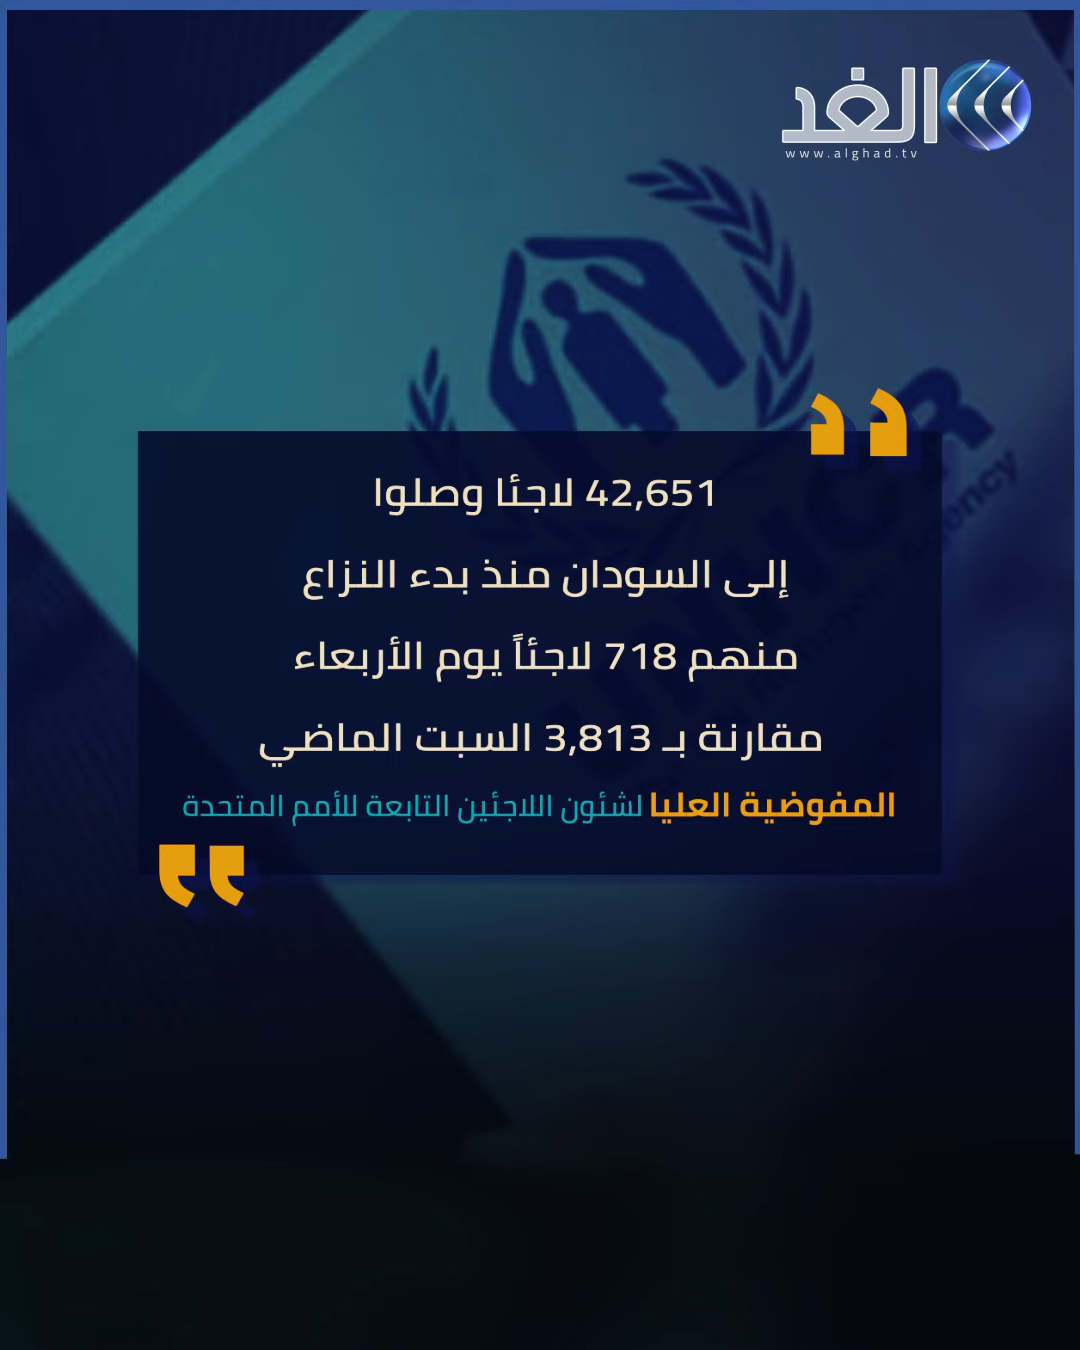 الغد
www.alghad.tv
42,651 لاجئا وصلوا
إلى السودان منذ بدء النزاع
منهم 718 لاجئاً يوم الأربعاء
مقارنة بـ 3,813 السبت الماضي
المفوضية العليا لشئون اللاجئين التابعة للأمم المتحدة